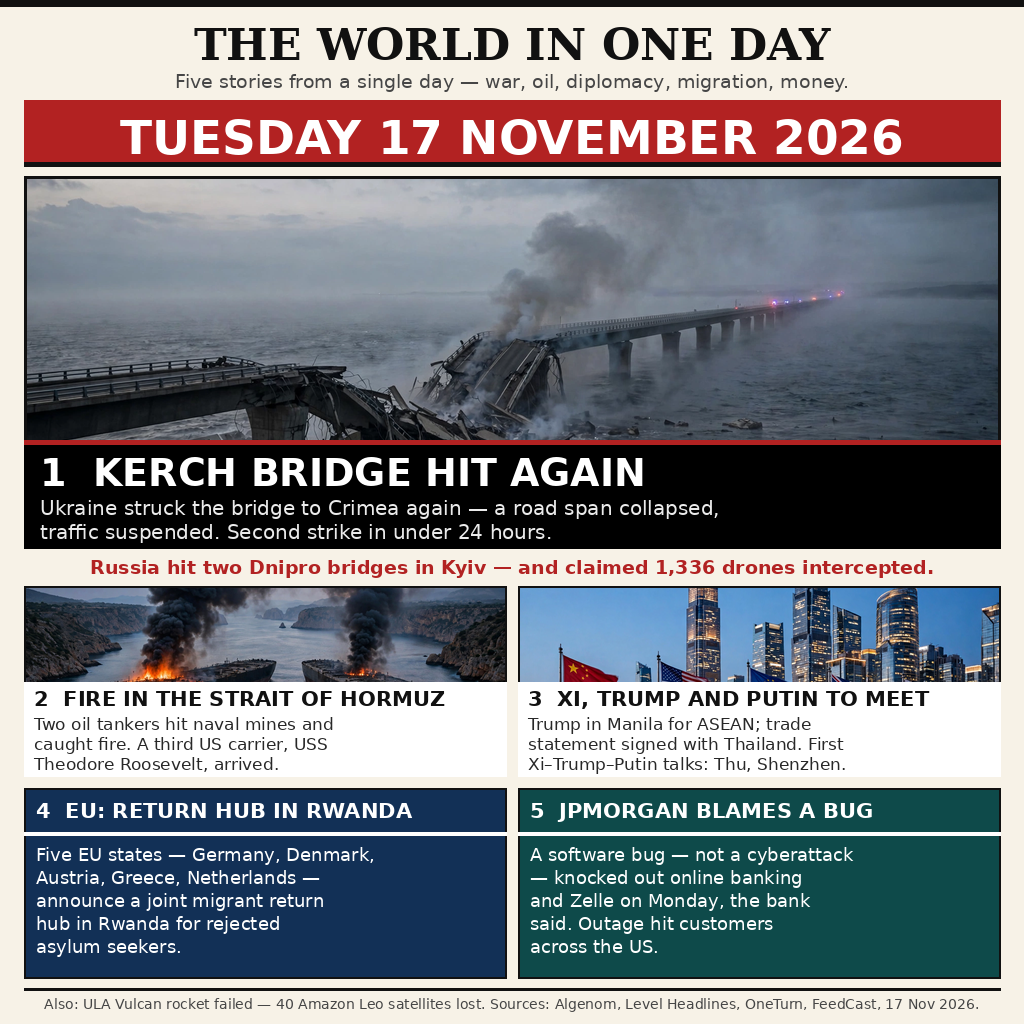 THE WORLD IN ONE DAY
Five stories from a single day — war, oil, diplomacy, migration, money.
TUESDAY 17 NOVEMBER 2026
1 KERCH BRIDGE HIT AGAIN
Ukraine struck the bridge to Crimea again — a road span collapsed,
traffic suspended. Second strike in under 24 hours.
Russia hit two Dnipro bridges in Kyiv — and claimed 1,336 drones intercepted.
2 FIRE IN THE STRAIT OF HORMUZ
Two oil tankers hit naval mines and
caught fire. A third US carrier, USS
Theodore Roosevelt, arrived.
3 XI, TRUMP AND PUTIN TO MEET
Trump in Manila for ASEAN; trade
statement signed with Thailand. First
Xi–Trump–Putin talks: Thu, Shenzhen.
4 EU: RETURN HUB IN RWANDA
Five EU states — Germany, Denmark,
Austria, Greece, Netherlands —
announce a joint migrant return
hub in Rwanda for rejected
asylum seekers.
5 JPMORGAN BLAMES A BUG
A software bug — not a cyberattack
— knocked out online banking
and Zelle on Monday, the bank
said. Outage hit customers
across the US.
Also: ULA Vulcan rocket failed — 40 Amazon Leo satellites lost. Sources: Algenom, Level Headlines, OneTurn, FeedCast, 17 Nov 2026.